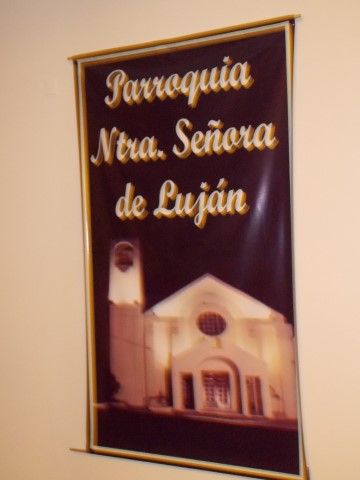 Parroquia
Ntra. Señora
de Luján